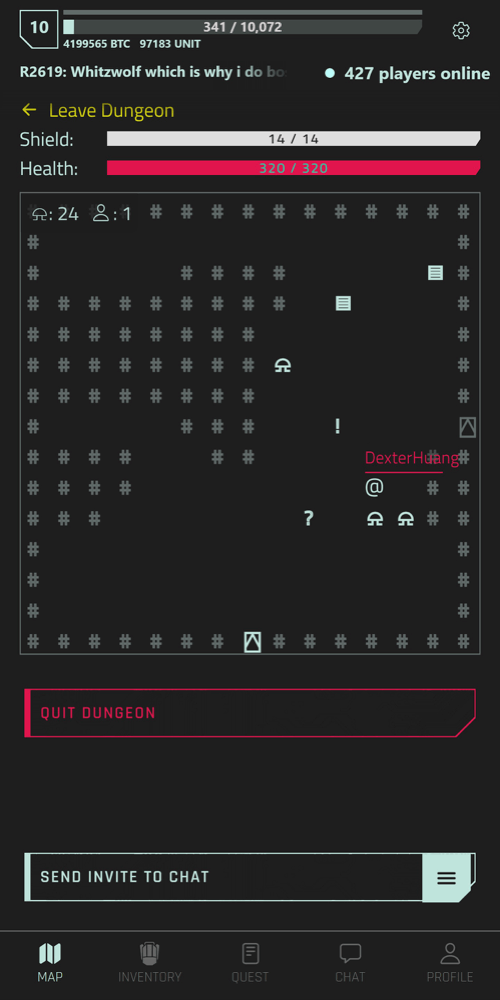 10
341 / 10,072
4199565 BTC 97183 UNIT
R2619: Whitzwolf which is why i do bo
427 players online
← Leave Dungeon
Shield: 14 / 14
Health: 320 / 320
: 24 : 1 # # # # # # # # # # #
# #
# # # # # #
# # # # # # # # # #
# # # # # # # # #
# # # # # # # # #
# # # # # # # # #
# # # # !
DexterHuang
# # # # # # # #
# # # # @ # #
# # # ? # #
# #
# #
# #
# # # # # # # # # # # # # #
QUIT DUNGEON
SEND INVITE TO CHAT
MAP INVENTORY QUEST CHAT PROFILE